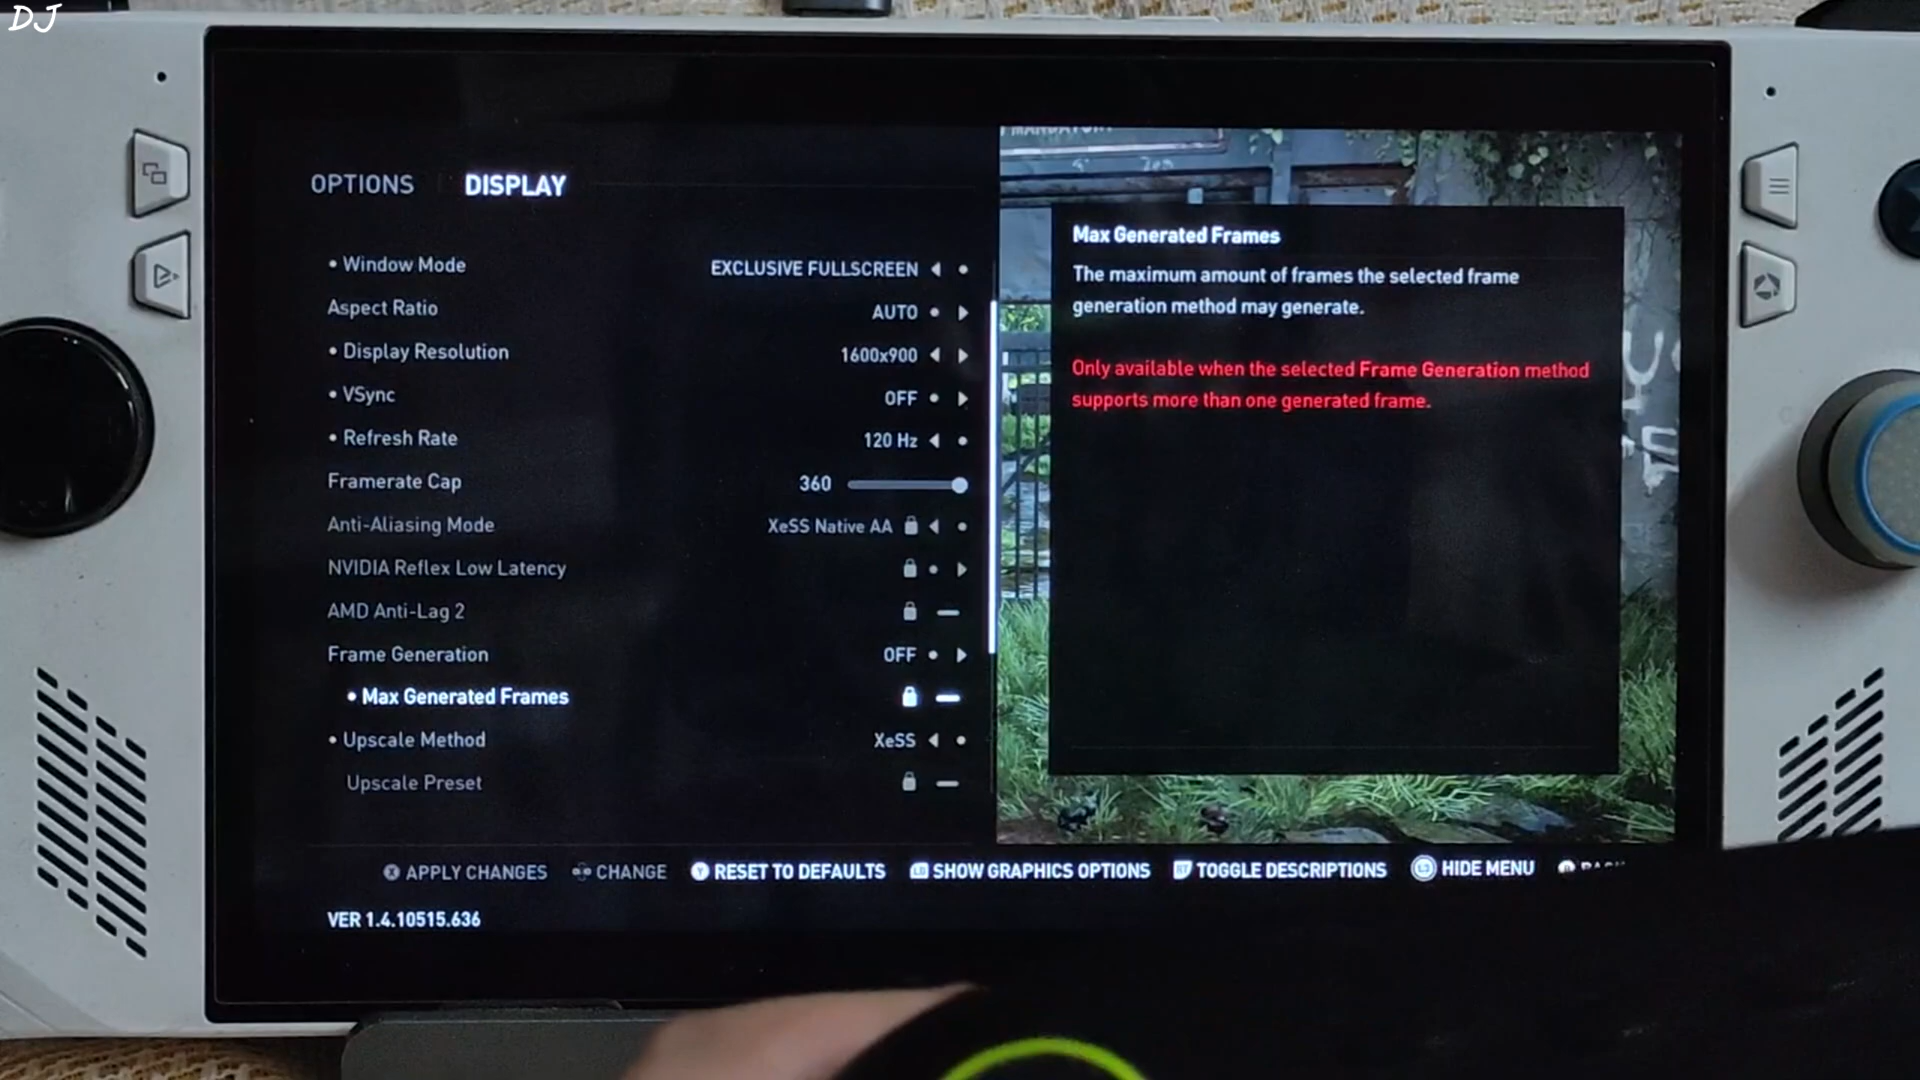 DJ
OPTIONS DISPLAY
• Window Mode EXCLUSIVE FULLSCREEN
Aspect Ratio AUTO
• Display Resolution 1600x900
• VSync OFF
• Refresh Rate 120 Hz
Framerate Cap 360
Anti-Aliasing Mode XeSS Native AA
NVIDIA Reflex Low Latency
AMD Anti-Lag 2
Frame Generation OFF
• Max Generated Frames
• Upscale Method XeSS
Upscale Preset
Max Generated Frames
The maximum amount of frames the selected frame
generation method may generate.
Only available when the selected Frame Generation method
supports more than one generated frame.
APPLY CHANGES CHANGE RESET TO DEFAULTS SHOW GRAPHICS OPTIONS TOGGLE DESCRIPTIONS HIDE MENU
VER 1.4.10515.636